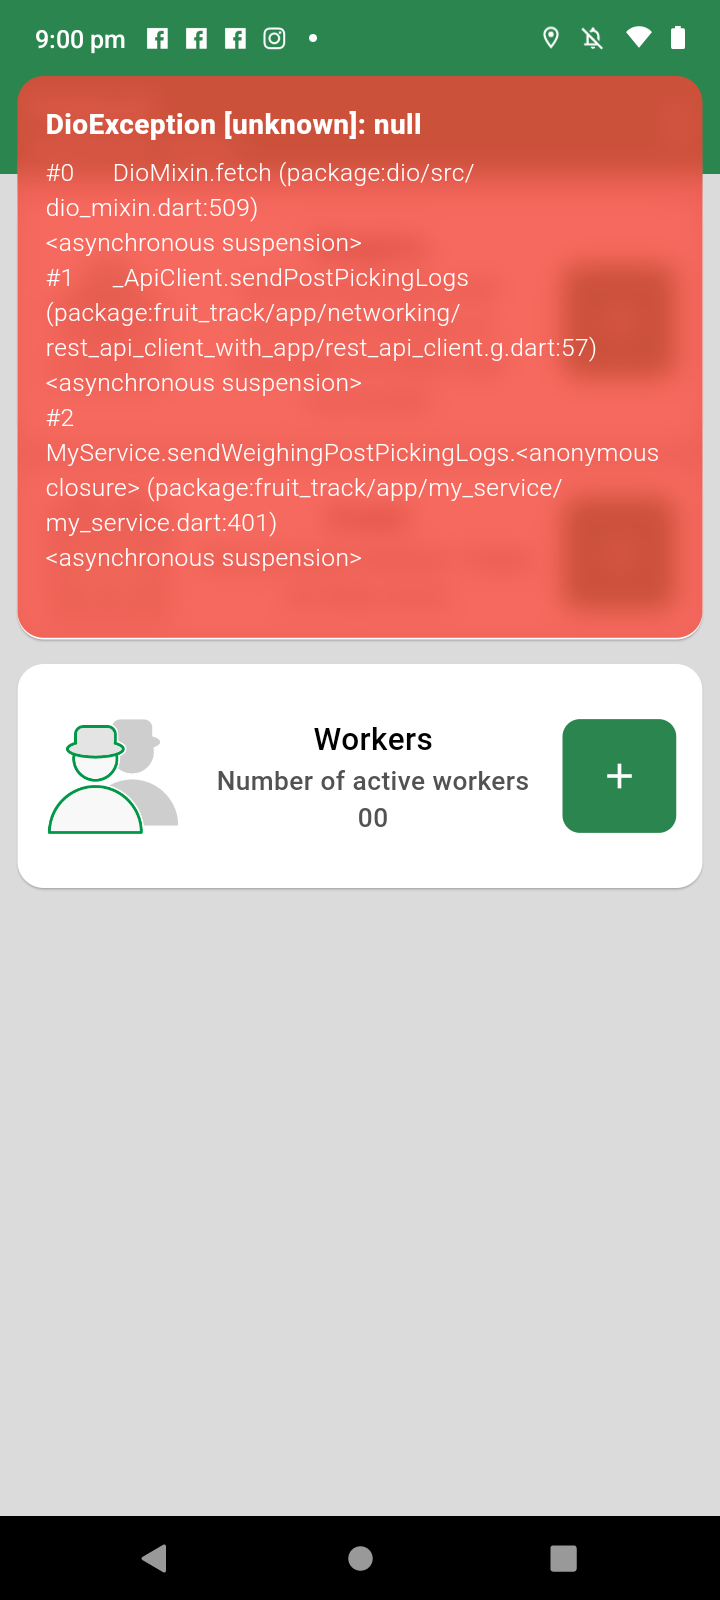 9:00 pm
DioException [unknown]: null
#0 DioMixin.fetch (package:dio/src/
dio_mixin.dart:509)
<asynchronous suspension>
#1 _ApiClient.sendPostPickingLogs
(package:fruit_track/app/networking/
rest_api_client_with_app/rest_api_client.g.dart:57)
<asynchronous suspension>
#2
MyService.sendWeighingPostPickingLogs.<anonymous
closure> (package:fruit_track/app/my_service/
my_service.dart:401)
<asynchronous suspension>
Workers
Number of active workers
00